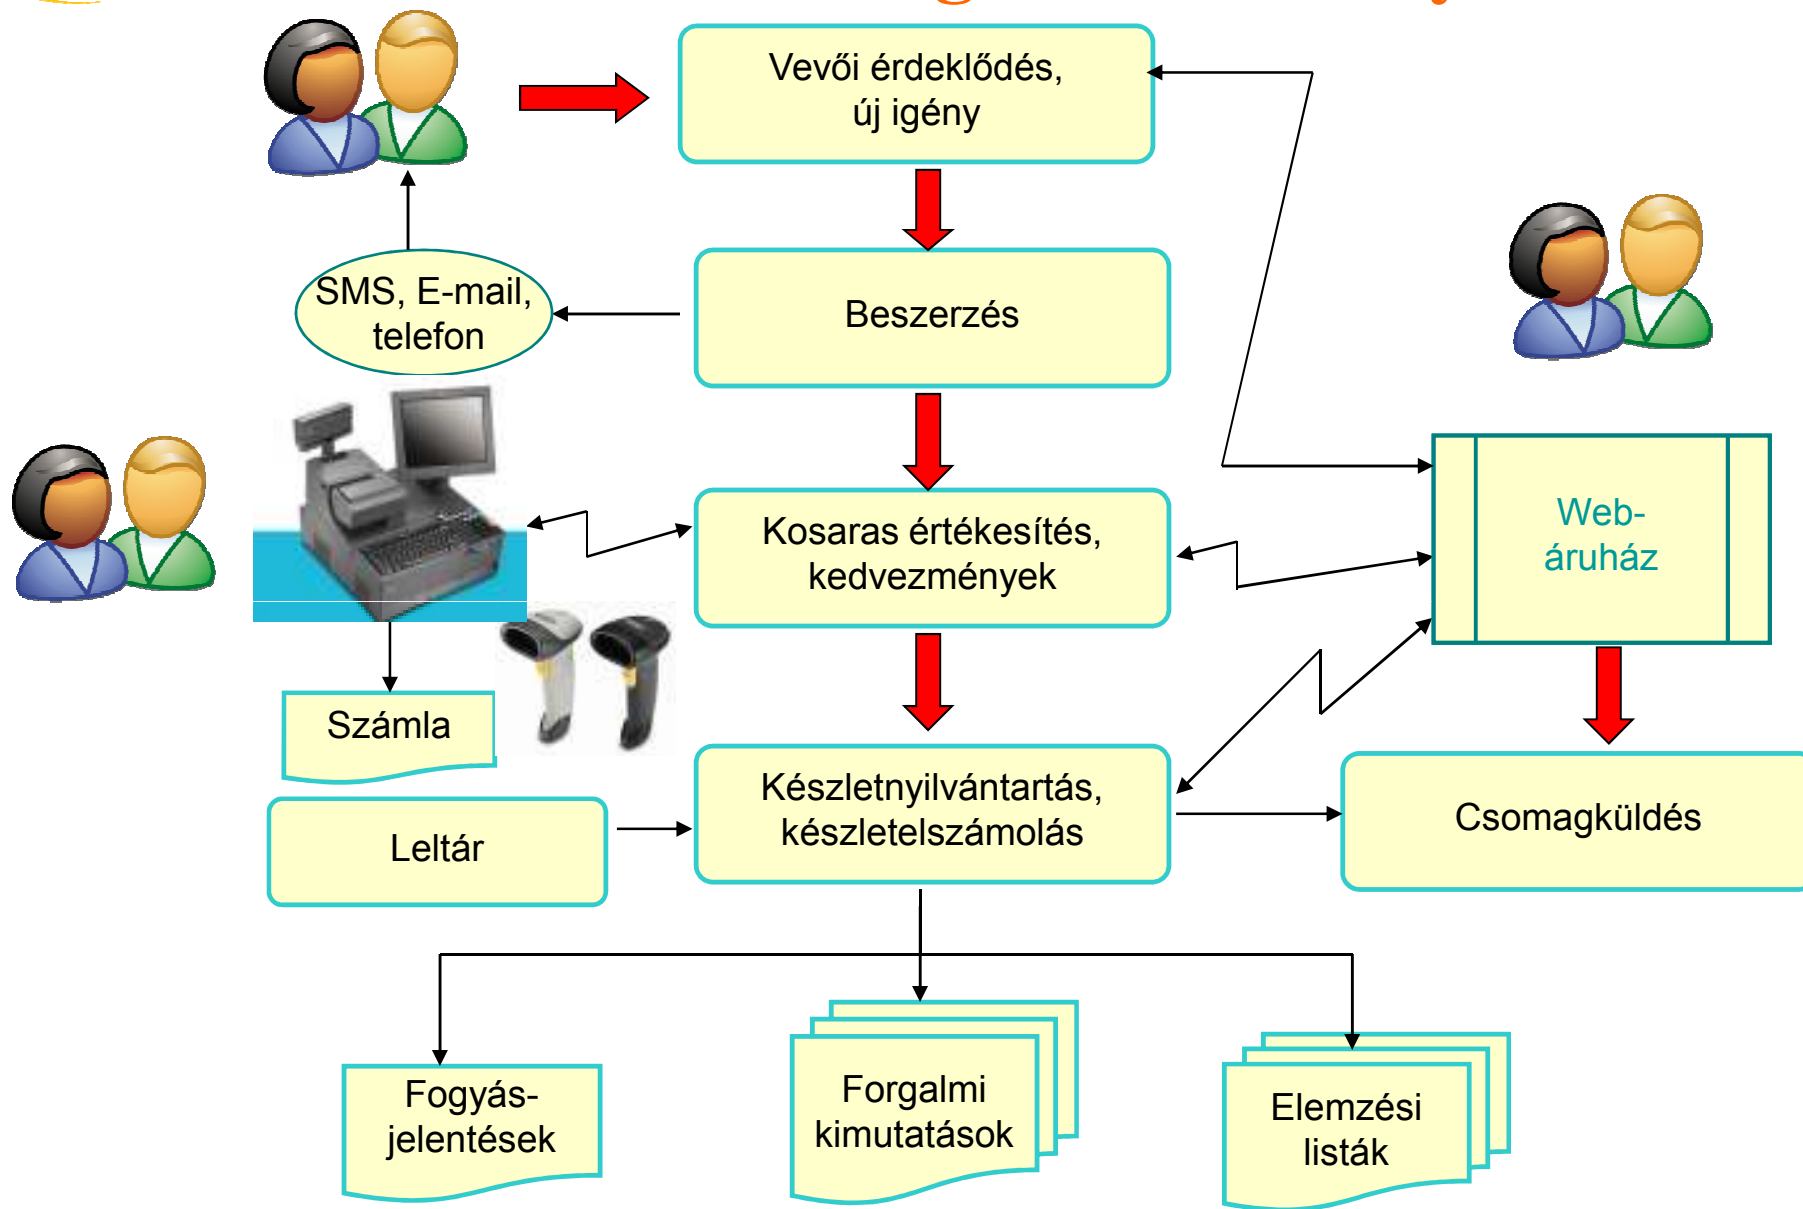 Vevői érdeklődés,
új igény
SMS, E-mail,
telefon
Beszerzés
Kosaras értékesítés,
kedvezmények
Web-
áruház
Számla
Készletnyilvántartás,
készletelszámolás
Csomagküldés
Leltár
Fogyás-
jelentések
Forgalmi
kimutatások
Elemzési
listák